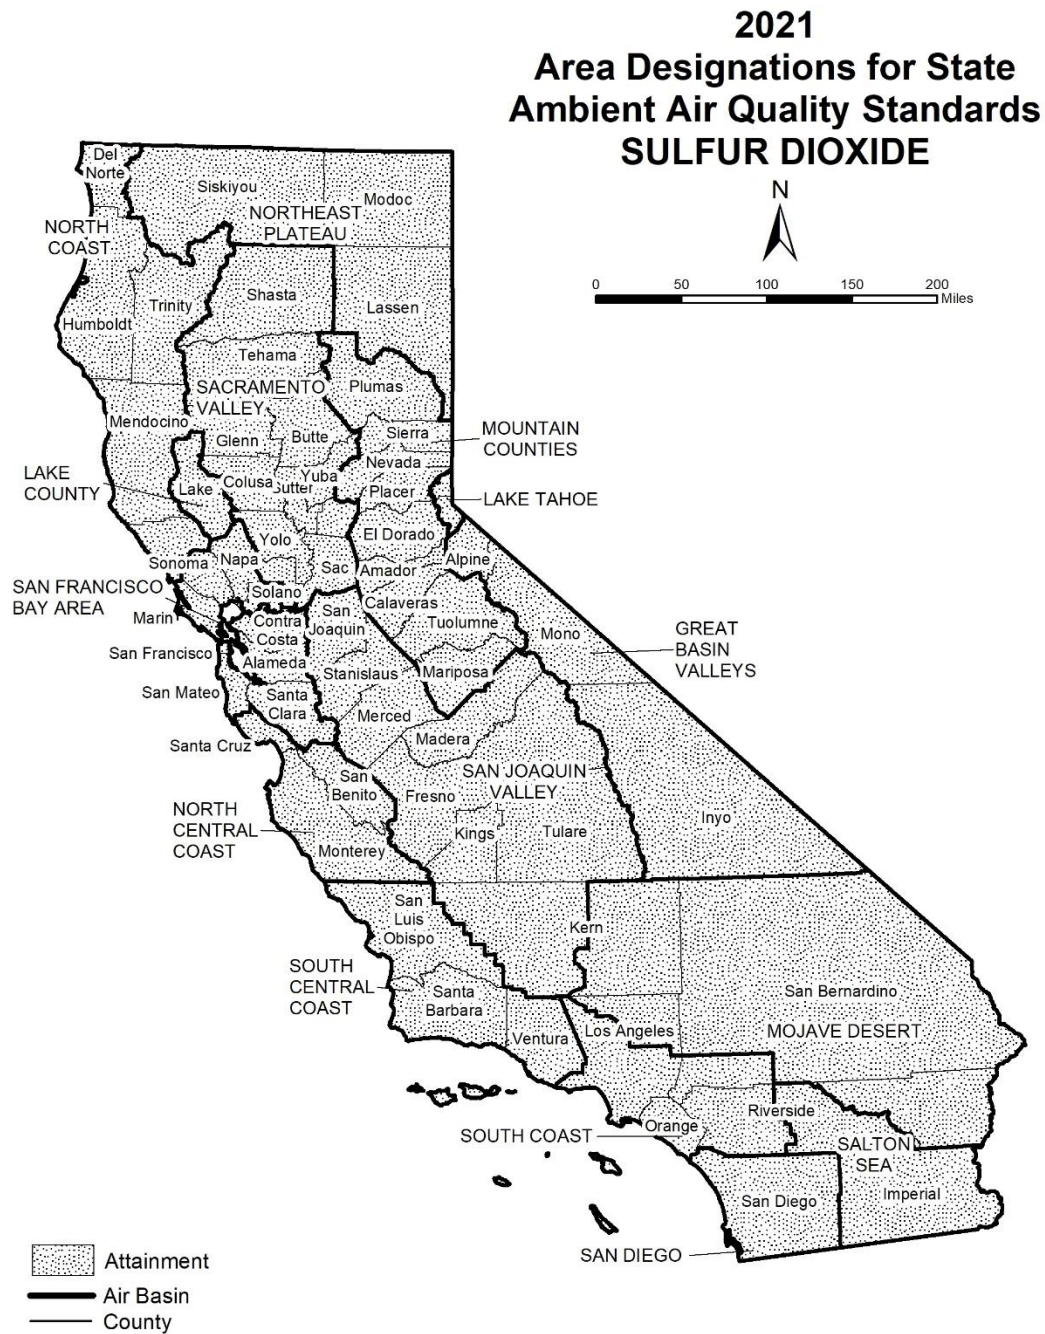 2021
Area Designations for State
Ambient Air Quality Standards
SULFUR DIOXIDE
N
0 50 100 150 200
Miles
Del
Norte
Siskiyou
Modoc
NORTHEAST
PLATEAU
NORTH
COAST
Shasta
Trinity
Lassen
Humboldt
Tehama
Plumas
SACRAMENTO
VALLEY
Mendocino
Glenn
Butte
Sierra
MOUNTAIN
COUNTIES
Nevada
LAKE
COUNTY
Lake
Colusa
Yuba
Sutter
Placer
LAKE TAHOE
Yolo
El Dorado
Sonoma
Napa
Sac
Amador
Alpine
SAN FRANCISCO
BAY AREA
Solano
Marin
Contra
Costa
San
Joaquin
Calaveras
Tuolumne
Mono
GREAT
BASIN
VALLEYS
San Francisco
Alameda
Stanislaus
Mariposa
San Mateo
Santa
Clara
Merced
Santa Cruz
Madera
San
Benito
SAN JOAQUIN
VALLEY
Fresno
NORTH
CENTRAL
COAST
Kings
Tulare
Inyo
Monterey
San
Luis
Obispo
Kern
SOUTH
CENTRAL
COAST
Santa
Barbara
San Bernardino
Ventura
Los Angeles
MOJAVE DESERT
Riverside
Orange
SOUTH COAST
SALTON
SEA
San Diego
Imperial
SAN DIEGO
Attainment
Air Basin
County